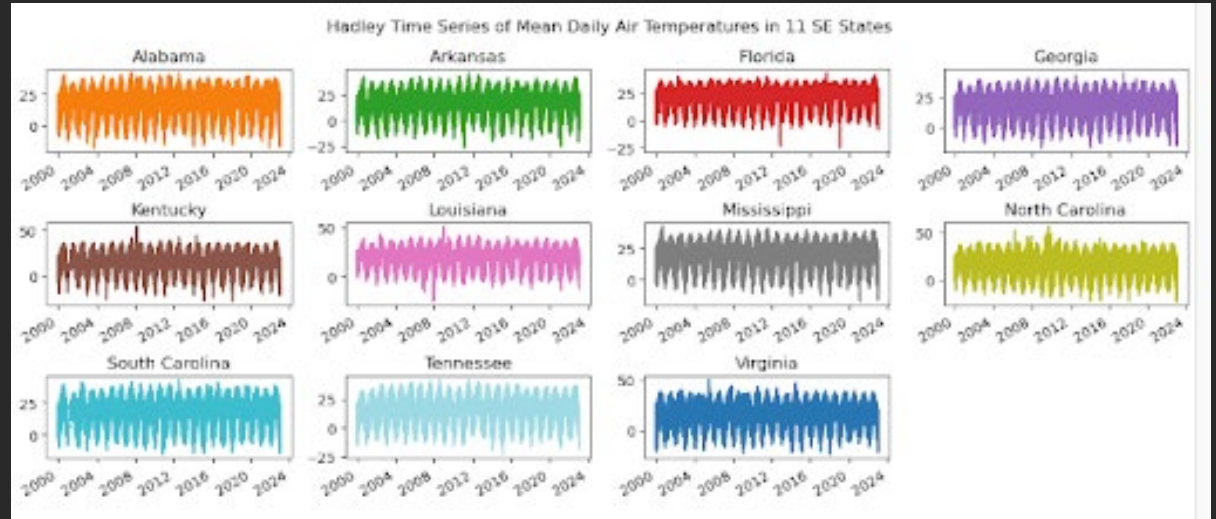 Hadley Time Series of Mean Daily Air Temperatures in 11 SE States
Alabama Arkansas Florida Georgia
25
0
2000 2004 2008 2012 2016 2020 2024
25
0
−25
2000 2004 2008 2012 2016 2020 2024
25
0
−25
2000 2004 2008 2012 2016 2020 2024
25
0
2000 2004 2008 2012 2016 2020 2024
Kentucky Louisiana Mississippi North Carolina
50
0
2000 2004 2008 2012 2016 2020 2024
50
0
2000 2004 2008 2012 2016 2020 2024
25
0
2000 2004 2008 2012 2016 2020 2024
50
0
2000 2004 2008 2012 2016 2020 2024
South Carolina Tennessee Virginia
25
0
2000 2004 2008 2012 2016 2020 2024
25
0
−25
2000 2004 2008 2012 2016 2020 2024
50
0
2000 2004 2008 2012 2016 2020 2024